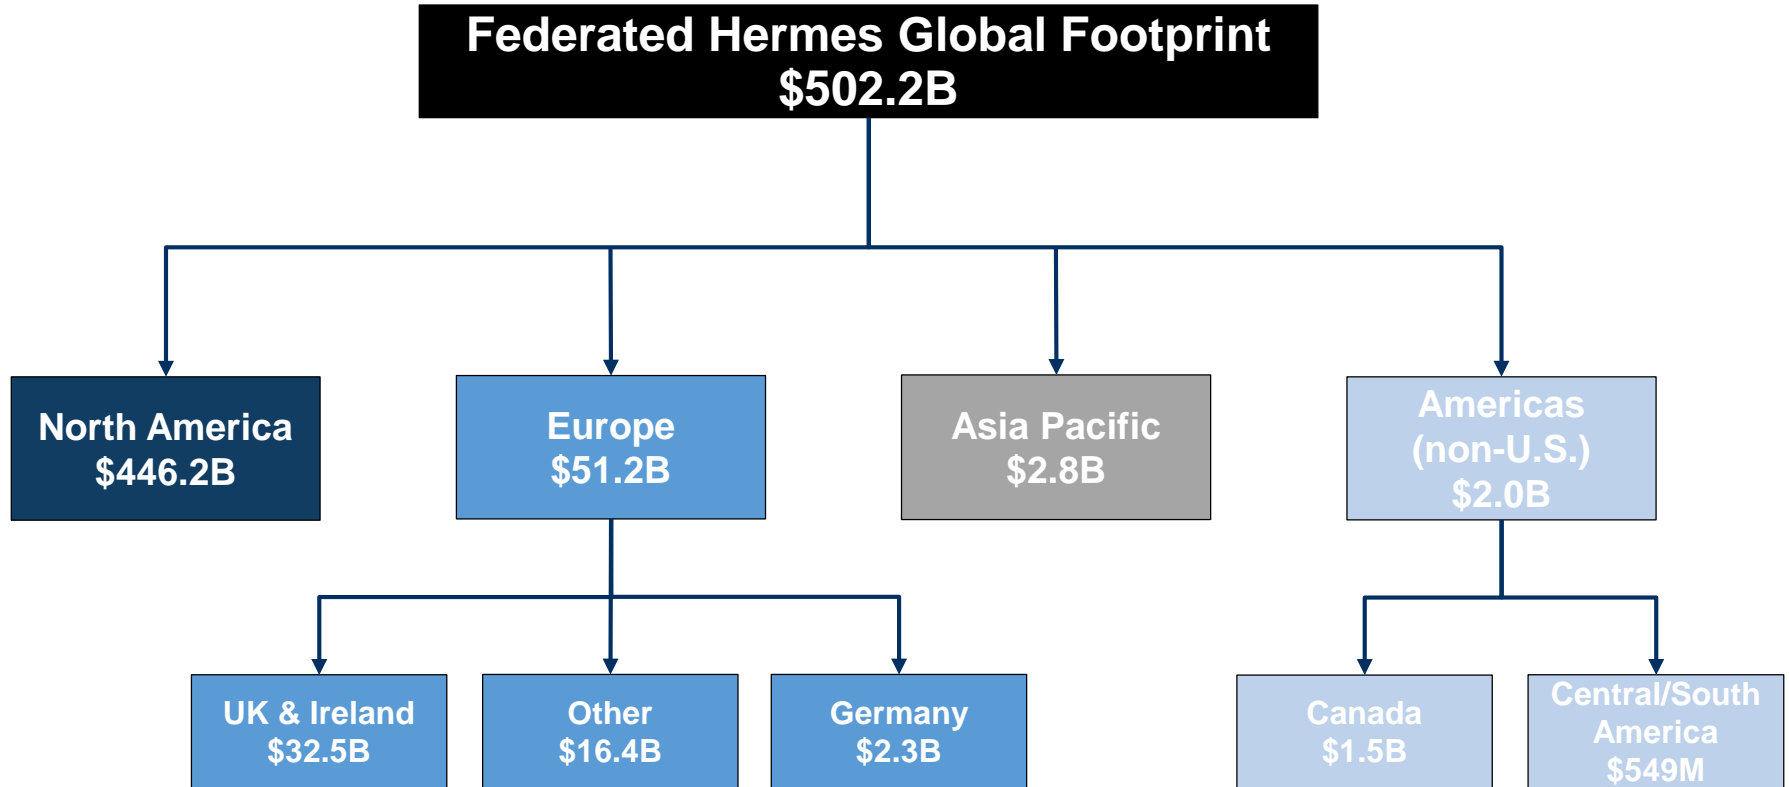 Federated Hermes Global Footprint
$502.2B
North America
$446.2B
Europe
$51.2B
Asia Pacific
$2.8B
Americas
(non-U.S.)
$2.0B
UK & Ireland
$32.5B
Other
$16.4B
Germany
$2.3B
Canada
$1.5B
Central/South
America
$549M